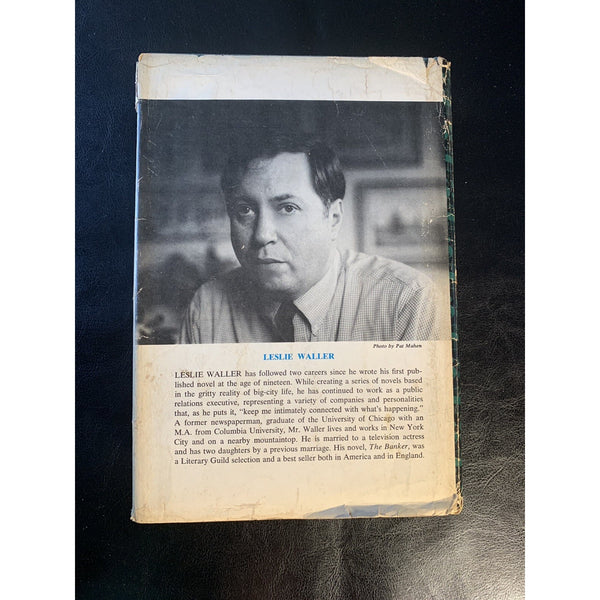 Photo by Pat Mahen
LESLIE WALLER
LESLIE WALLER has followed two careers since he wrote his first pub-
lished novel at the age of nineteen. While creating a series of novels based
in the gritty reality of big-city life, he has continued to work as a public
relations executive, representing a variety of companies and personalities
that, as he puts it, “keep me intimately connected with what’s happening.”
A former newspaperman, graduate of the University of Chicago with an
M.A. from Columbia University, Mr. Waller lives and works in New York
City and on a nearby mountaintop. He is married to a television actress
and has two daughters by a previous marriage. His novel, The Banker, was
a Literary Guild selection and a best seller both in America and in England.